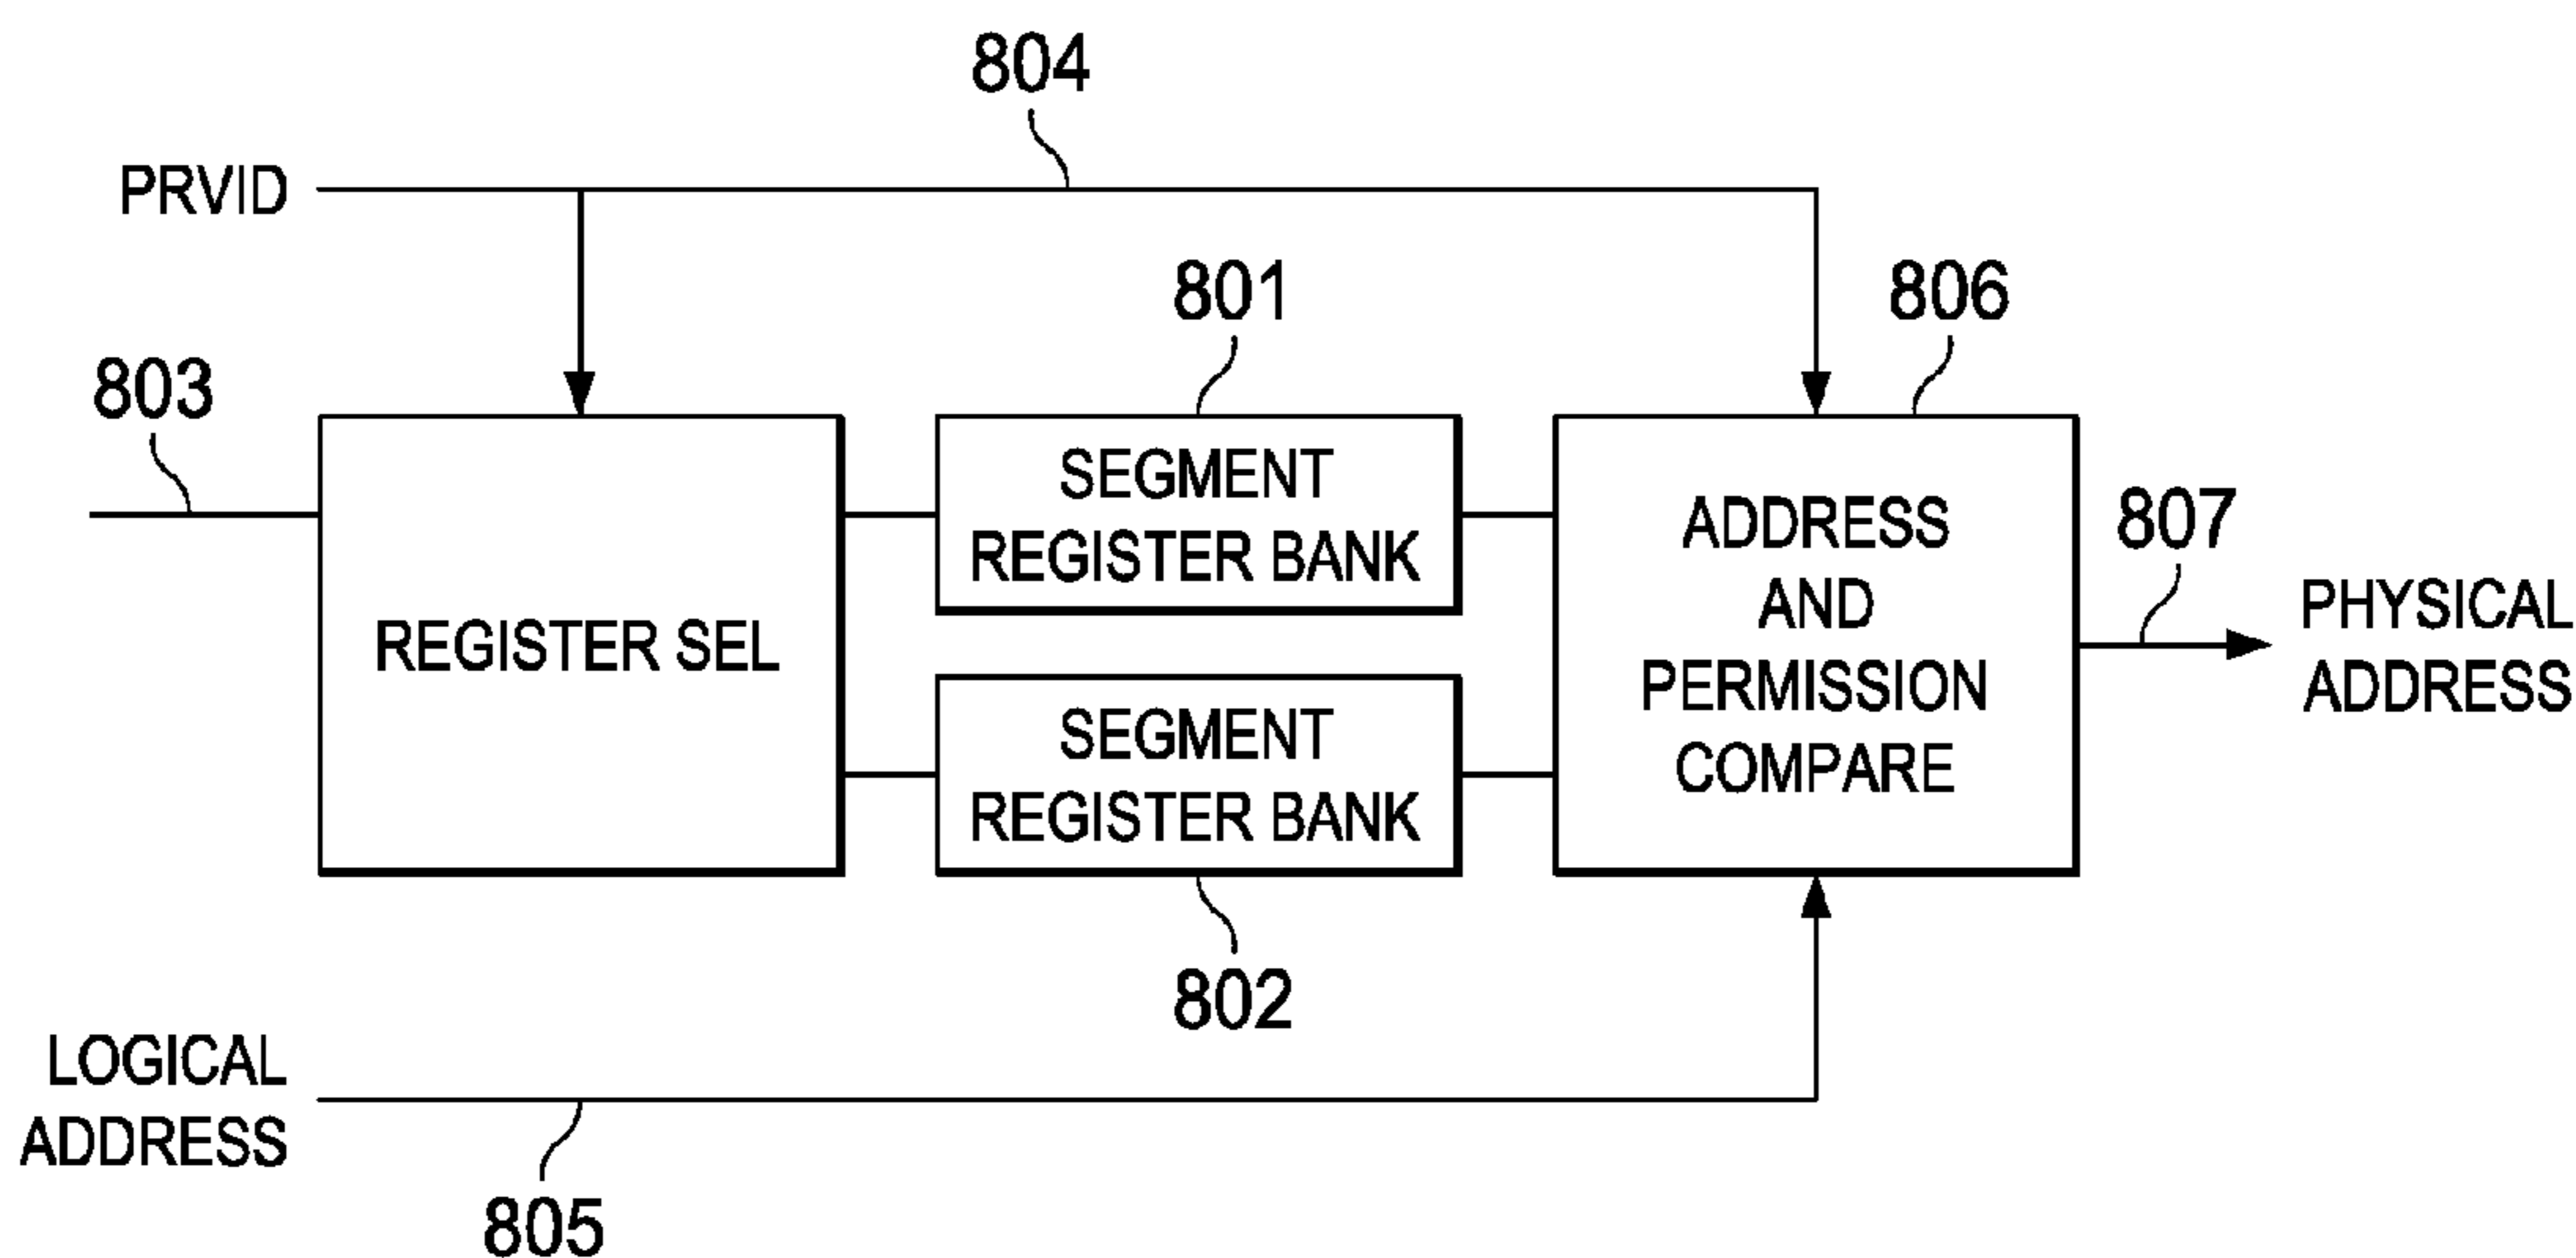 804
PRVID
801
806
803
SEGMENT
REGISTER BANK
ADDRESS
AND
PERMISSION
COMPARE
807
REGISTER SEL
PHYSICAL
ADDRESS
SEGMENT
REGISTER BANK
802
LOGICAL
ADDRESS
805